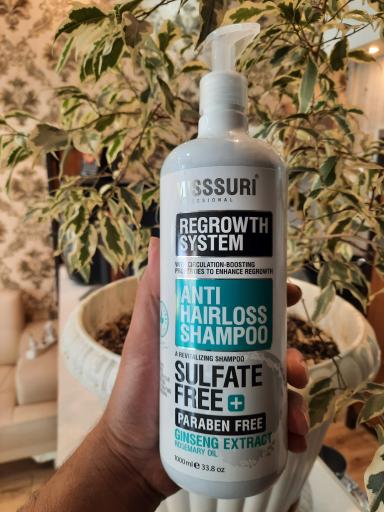 MISSSURI
REGROWTH
SYSTEM
CIRCULATION-BOOSTING
PROPERTIES TO ENHANCE REGROWTH
ANTI
HAIRLOSS
SHAMPOO
A REVITALIZING SHAMPOO
SULFATE
FREE +
PARABEN FREE
GINSENG EXTRACT
ROSEMARY OIL
1000ml e 33.8 oz